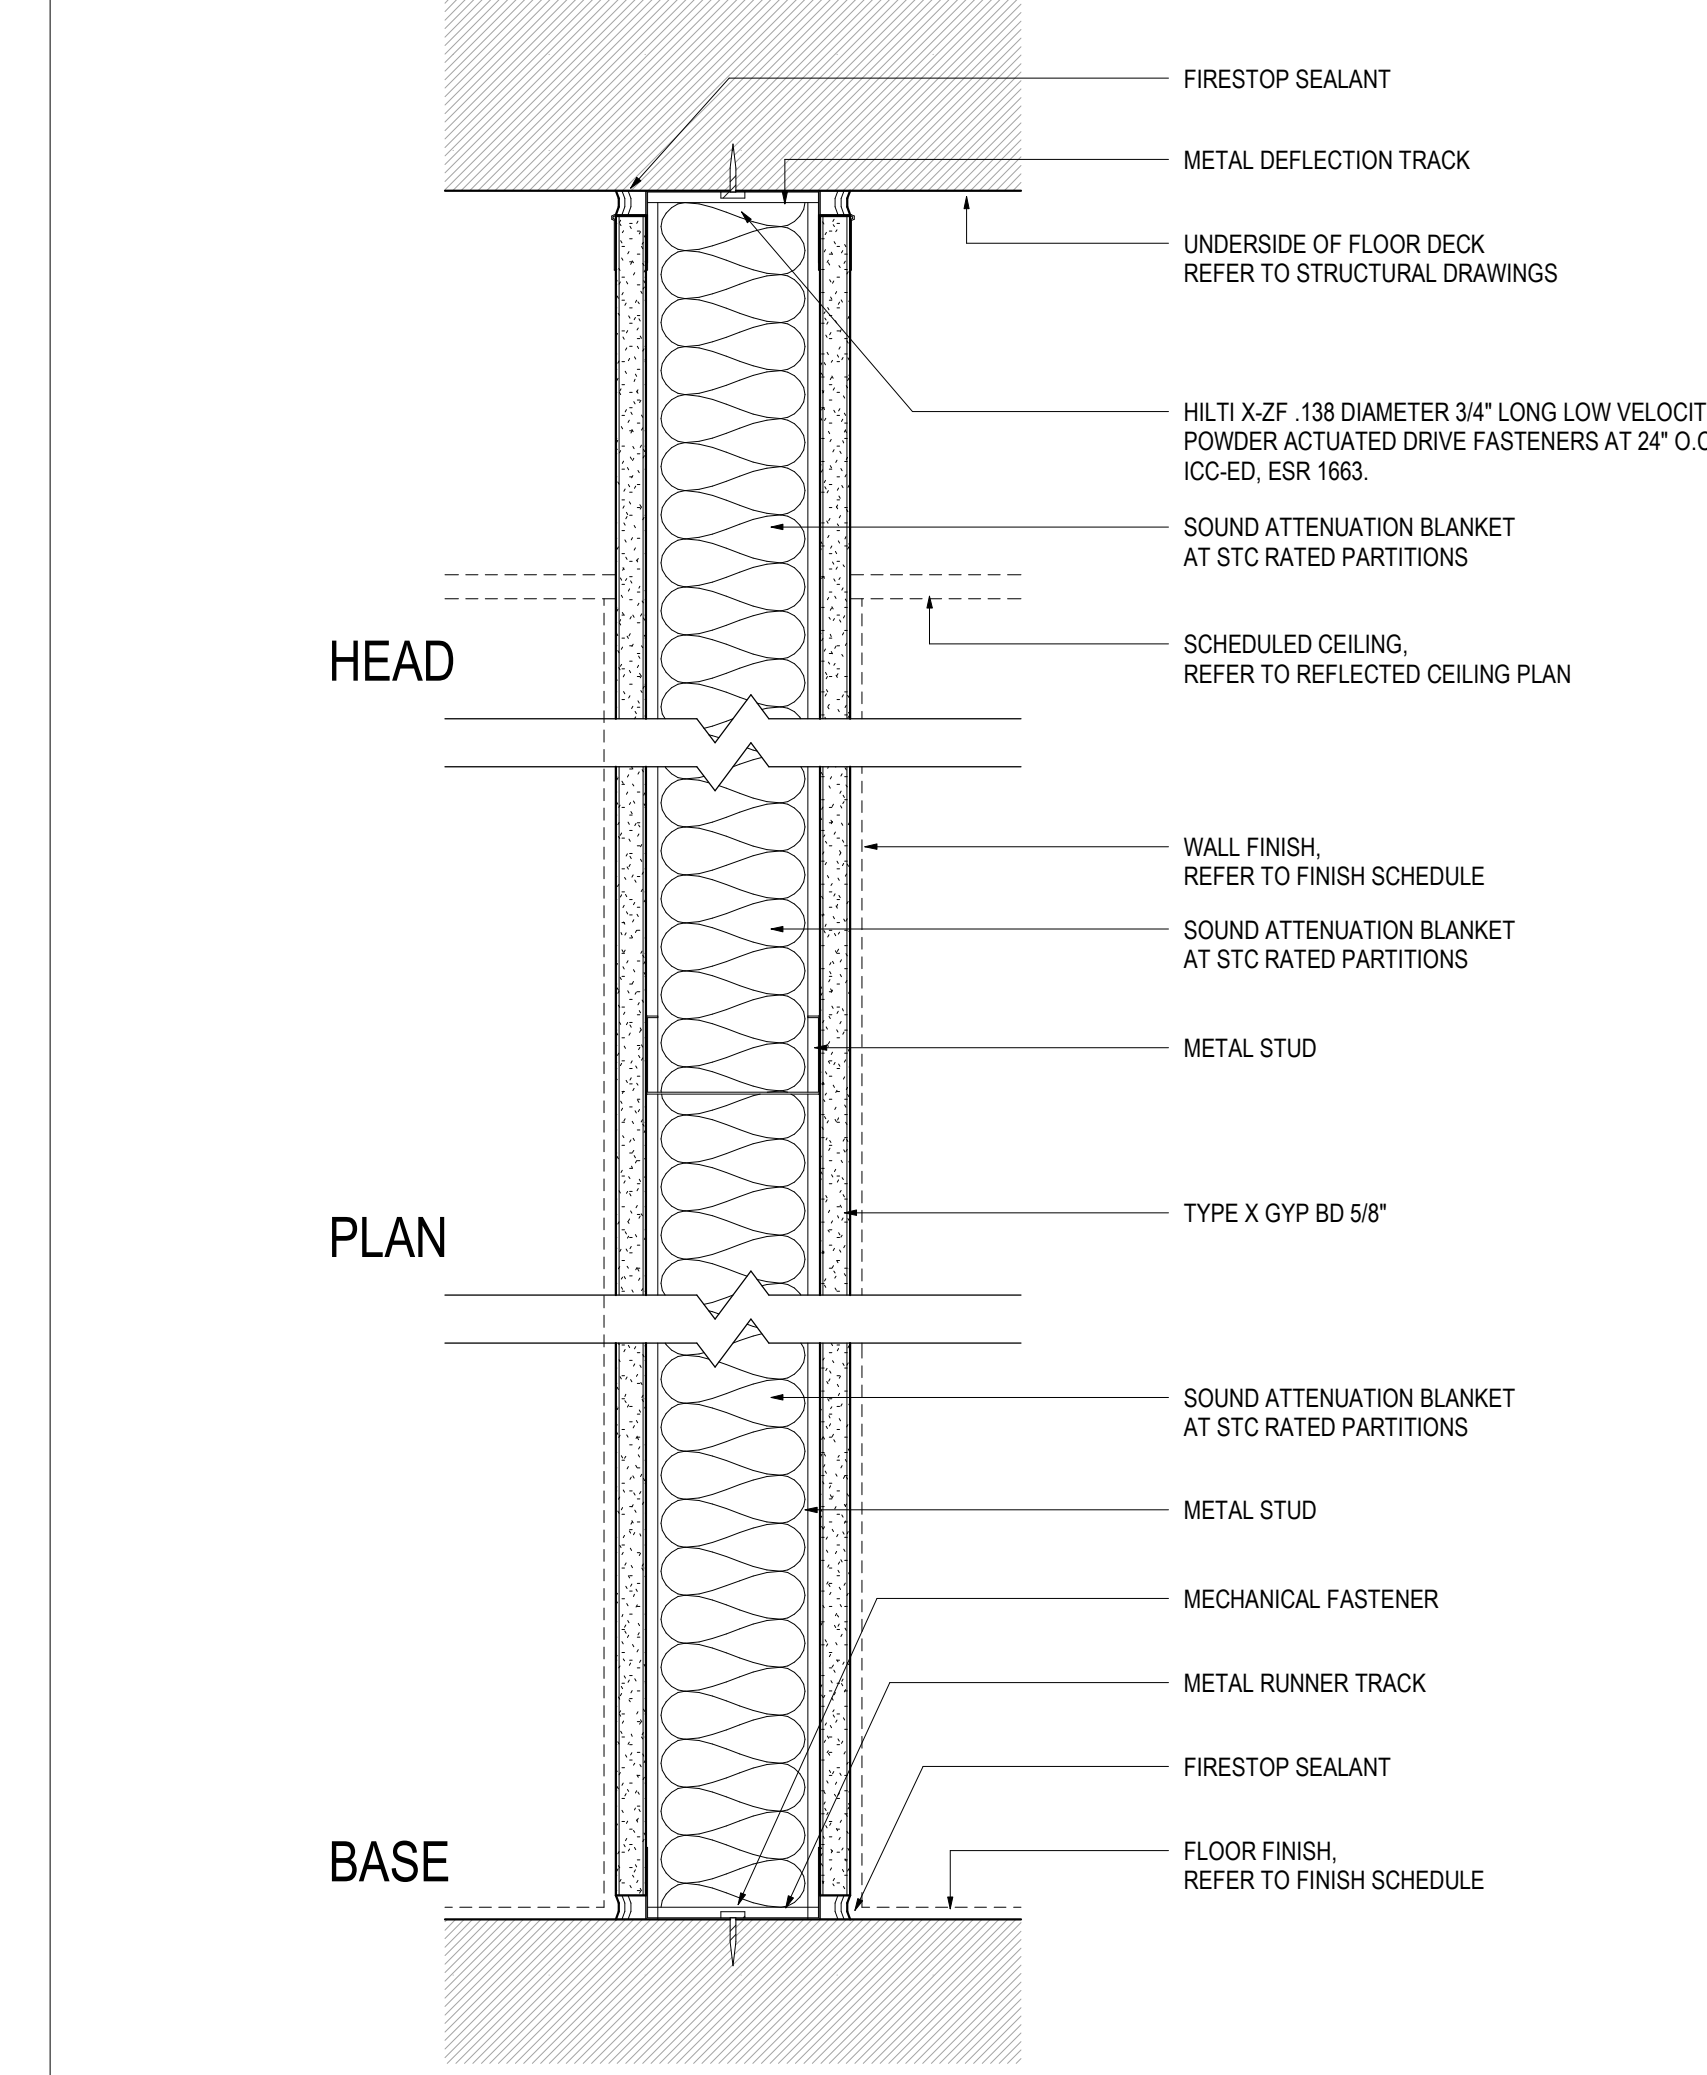 FIRESTOP SEALANT
METAL DEFLECTION TRACK
UNDERSIDE OF FLOOR DECK
REFER TO STRUCTURAL DRAWINGS
HILTI X-ZF .138 DIAMETER 3/4" LONG LOW VELOCIT
POWDER ACTUATED DRIVE FASTENERS AT 24" O.C
ICC-ED, ESR 1663.
SOUND ATTENUATION BLANKET
AT STC RATED PARTITIONS
HEAD
SCHEDULED CEILING,
REFER TO REFLECTED CEILING PLAN
WALL FINISH,
REFER TO FINISH SCHEDULE
SOUND ATTENUATION BLANKET
AT STC RATED PARTITIONS
METAL STUD
PLAN
TYPE X GYP BD 5/8"
SOUND ATTENUATION BLANKET
AT STC RATED PARTITIONS
METAL STUD
MECHANICAL FASTENER
METAL RUNNER TRACK
FIRESTOP SEALANT
BASE
FLOOR FINISH,
REFER TO FINISH SCHEDULE